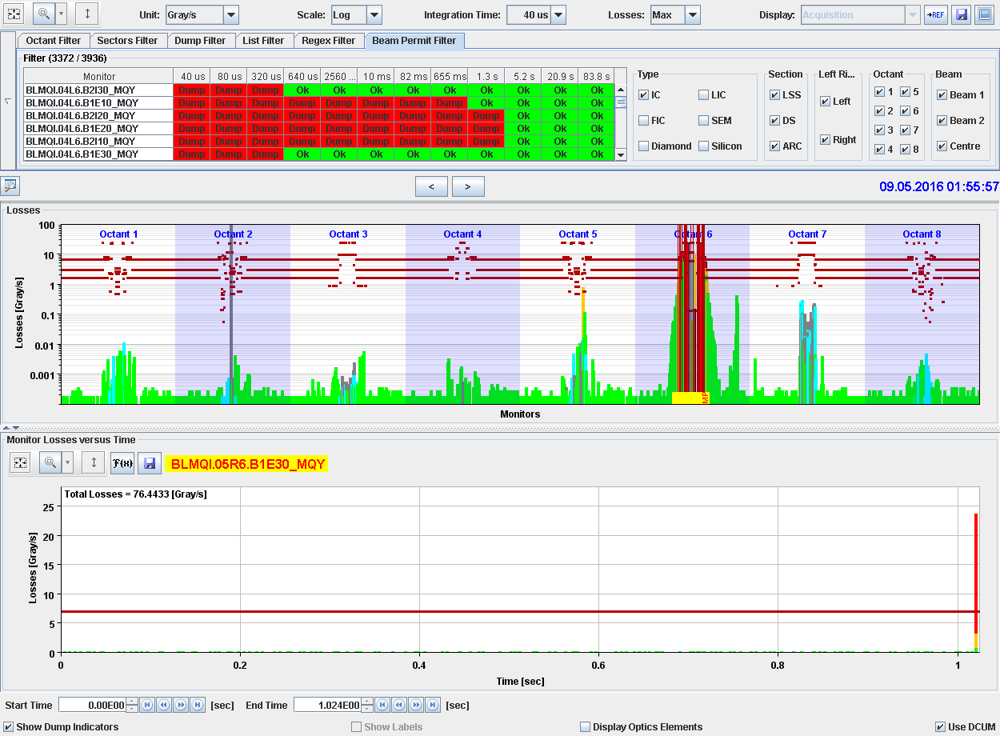 Unit: Gray/s Scale: Log Integration Time: 40 us Losses: Max Display: Acquisition →REF
Octant Filter Sectors Filter Dump Filter List Filter Regex Filter Beam Permit Filter
Filter (3372 / 3936)
Monitor 40 us 80 us 320 us 640 us 2560 ... 10 ms 82 ms 655 ms 1.3 s 5.2 s 20.9 s 83.8 s
BLMQI.04L6.B2I30_MQY Dump Dump Dump Ok Ok Ok Ok Ok Ok Ok Ok Ok
BLMQI.04L6.B1E10_MQY Dump Dump Dump Dump Dump Dump Dump Dump Ok Ok Ok Ok
BLMQI.04L6.B2I20_MQY Dump Dump Dump Dump Dump Dump Dump Dump Dump Ok Ok Ok
BLMQI.04L6.B1E20_MQY Dump Dump Dump Dump Dump Dump Dump Dump Dump Ok Ok Ok
BLMQI.04L6.B2I10_MQY Dump Dump Dump Dump Dump Dump Dump Dump Dump Ok Ok Ok
BLMQI.04L6.B1E30_MQY Dump Dump Dump Ok Ok Ok Ok Ok Ok Ok Ok Ok
Type
IC LIC
FIC SEM
Diamond Silicon
Section
LSS
DS
ARC
Left Ri...
Left
Right
Octant
1 5
2 6
3 7
4 8
Beam
Beam 1
Beam 2
Centre
< >
09.05.2016 01:55:57
Losses
Octant 1 Octant 2 Octant 3 Octant 4 Octant 5 Octant 6 Octant 7 Octant 8
100
10
1
0.1
0.01
0.001
Losses [Gray/s]
MP
Monitors
Monitor Losses versus Time
F(x) BLMQI.05R6.B1E30_MQY
Total Losses = 76.4433 [Gray/s]
25
20
15
10
5
0
Losses [Gray/s]
0 0.2 0.4 0.6 0.8 1
Time [sec]
Start Time 0.00E00 [sec] End Time 1.024E00 [sec]
Show Dump Indicators Show Labels Display Optics Elements Use DCUM